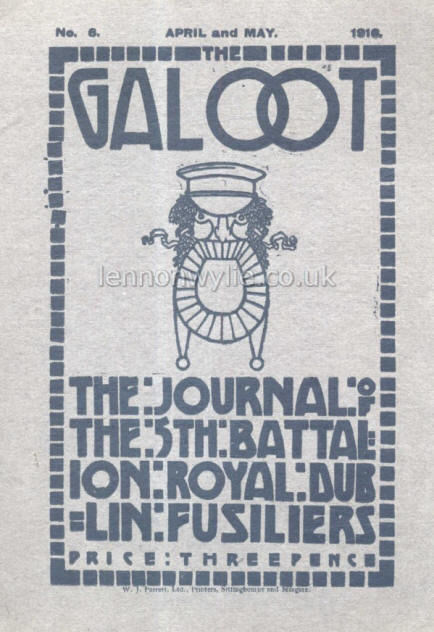 No. 6. APRIL and MAY. 1916.
THE
GALOOT
lennonwylie.co.uk
THE:JOURNAL:OF
THE:5TH:BATTAL=
ION:ROYAL:DUB
=LIN:FUSILIERS
PRICE:THREEPENCE
W. J. Parrett, Ltd., Printers, Sittingbourne and Margate.